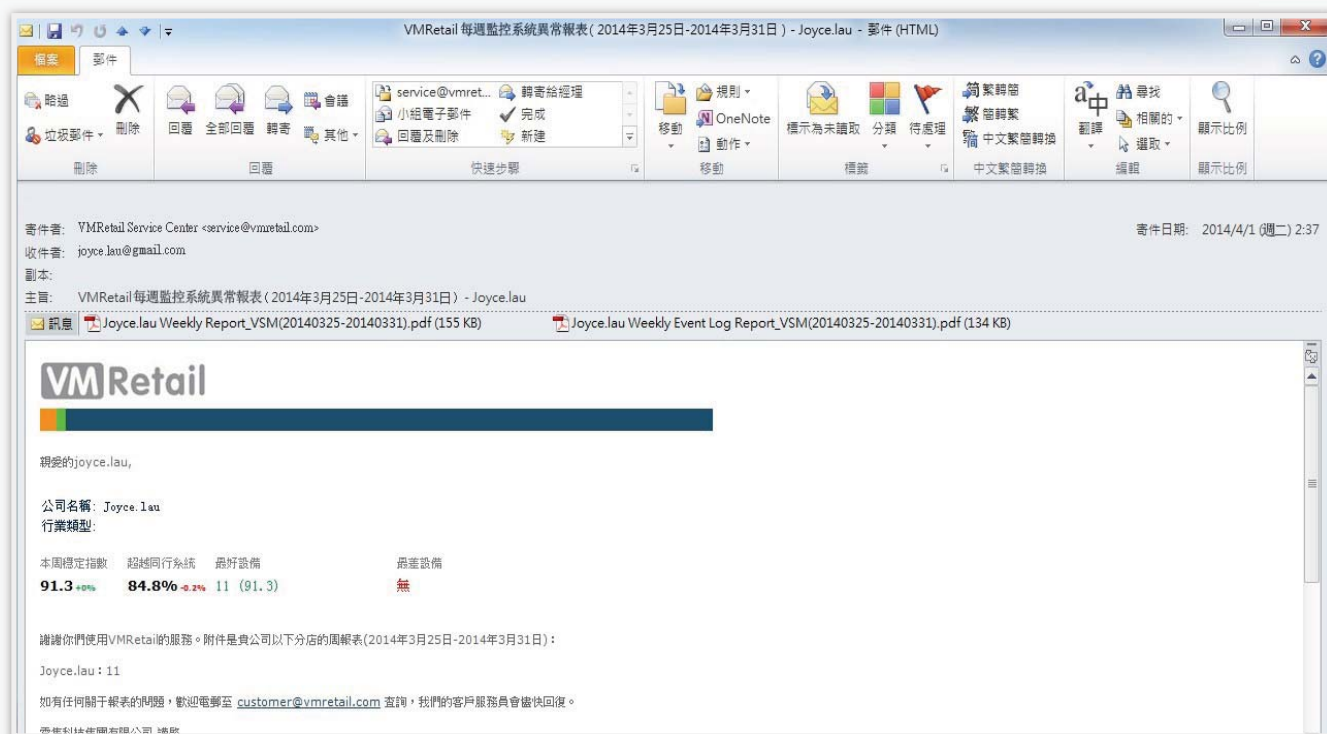 VMRetail 每週監控系統異常報表( 2014年3月25日-2014年3月31日 ) - Joyce.lau - 郵件 (HTML)
檔案 郵件
略過
垃圾郵件
刪除
刪除
回覆 全部回覆 轉寄
會議
其他
回覆
service@vmret... 轉寄給經理
小組電子郵件 完成
回覆及刪除 新建
快速步驟
移動
規則
OneNote
動作
移動
標示為未讀取 分類 待處理
標籤
简 繁轉簡
繁 簡轉繁
中文繁簡轉換
中文繁簡轉換
a中
翻譯
尋找
相關的
選取
編輯
顯示比例
顯示比例
寄件者: VMRetail Service Center <service@vmretail.com>
寄件日期: 2014/4/1 (週二) 2:37
收件者: joyce.lau@gmail.com
副本:
主旨: VMRetail 每週監控系統異常報表 ( 2014年3月25日-2014年3月31日 ) - Joyce.lau
訊息 Joyce.lau Weekly Report_VSM(20140325-20140331).pdf (155 KB) Joyce.lau Weekly Event Log Report_VSM(20140325-20140331).pdf (134 KB)
VMRetail
親愛的joyce.lau,
公司名稱: Joyce.lau
行業類型:
本周穩定指數 超越同行系統 最好設備 最差設備
91.3 +0% 84.8% -0.2% 11 (91.3) 無
謝謝你們使用VMRetail的服務。附件是貴公司以下分店的周報表(2014年3月25日-2014年3月31日)：
Joyce.lau：11
如有任何關于報表的問題，歡迎電郵至 customer@vmretail.com 查詢，我們的客戶服務員會儘快回復。